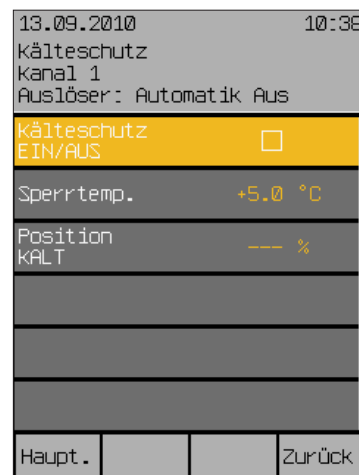 13.09.2010 10:38
Kälteschutz
Kanal 1
Auslöser: Automatik Aus
Kälteschutz
EIN/AUS
Sperrtemp. +5.0 °C
Position
KALT --- %
Haupt. Zurück